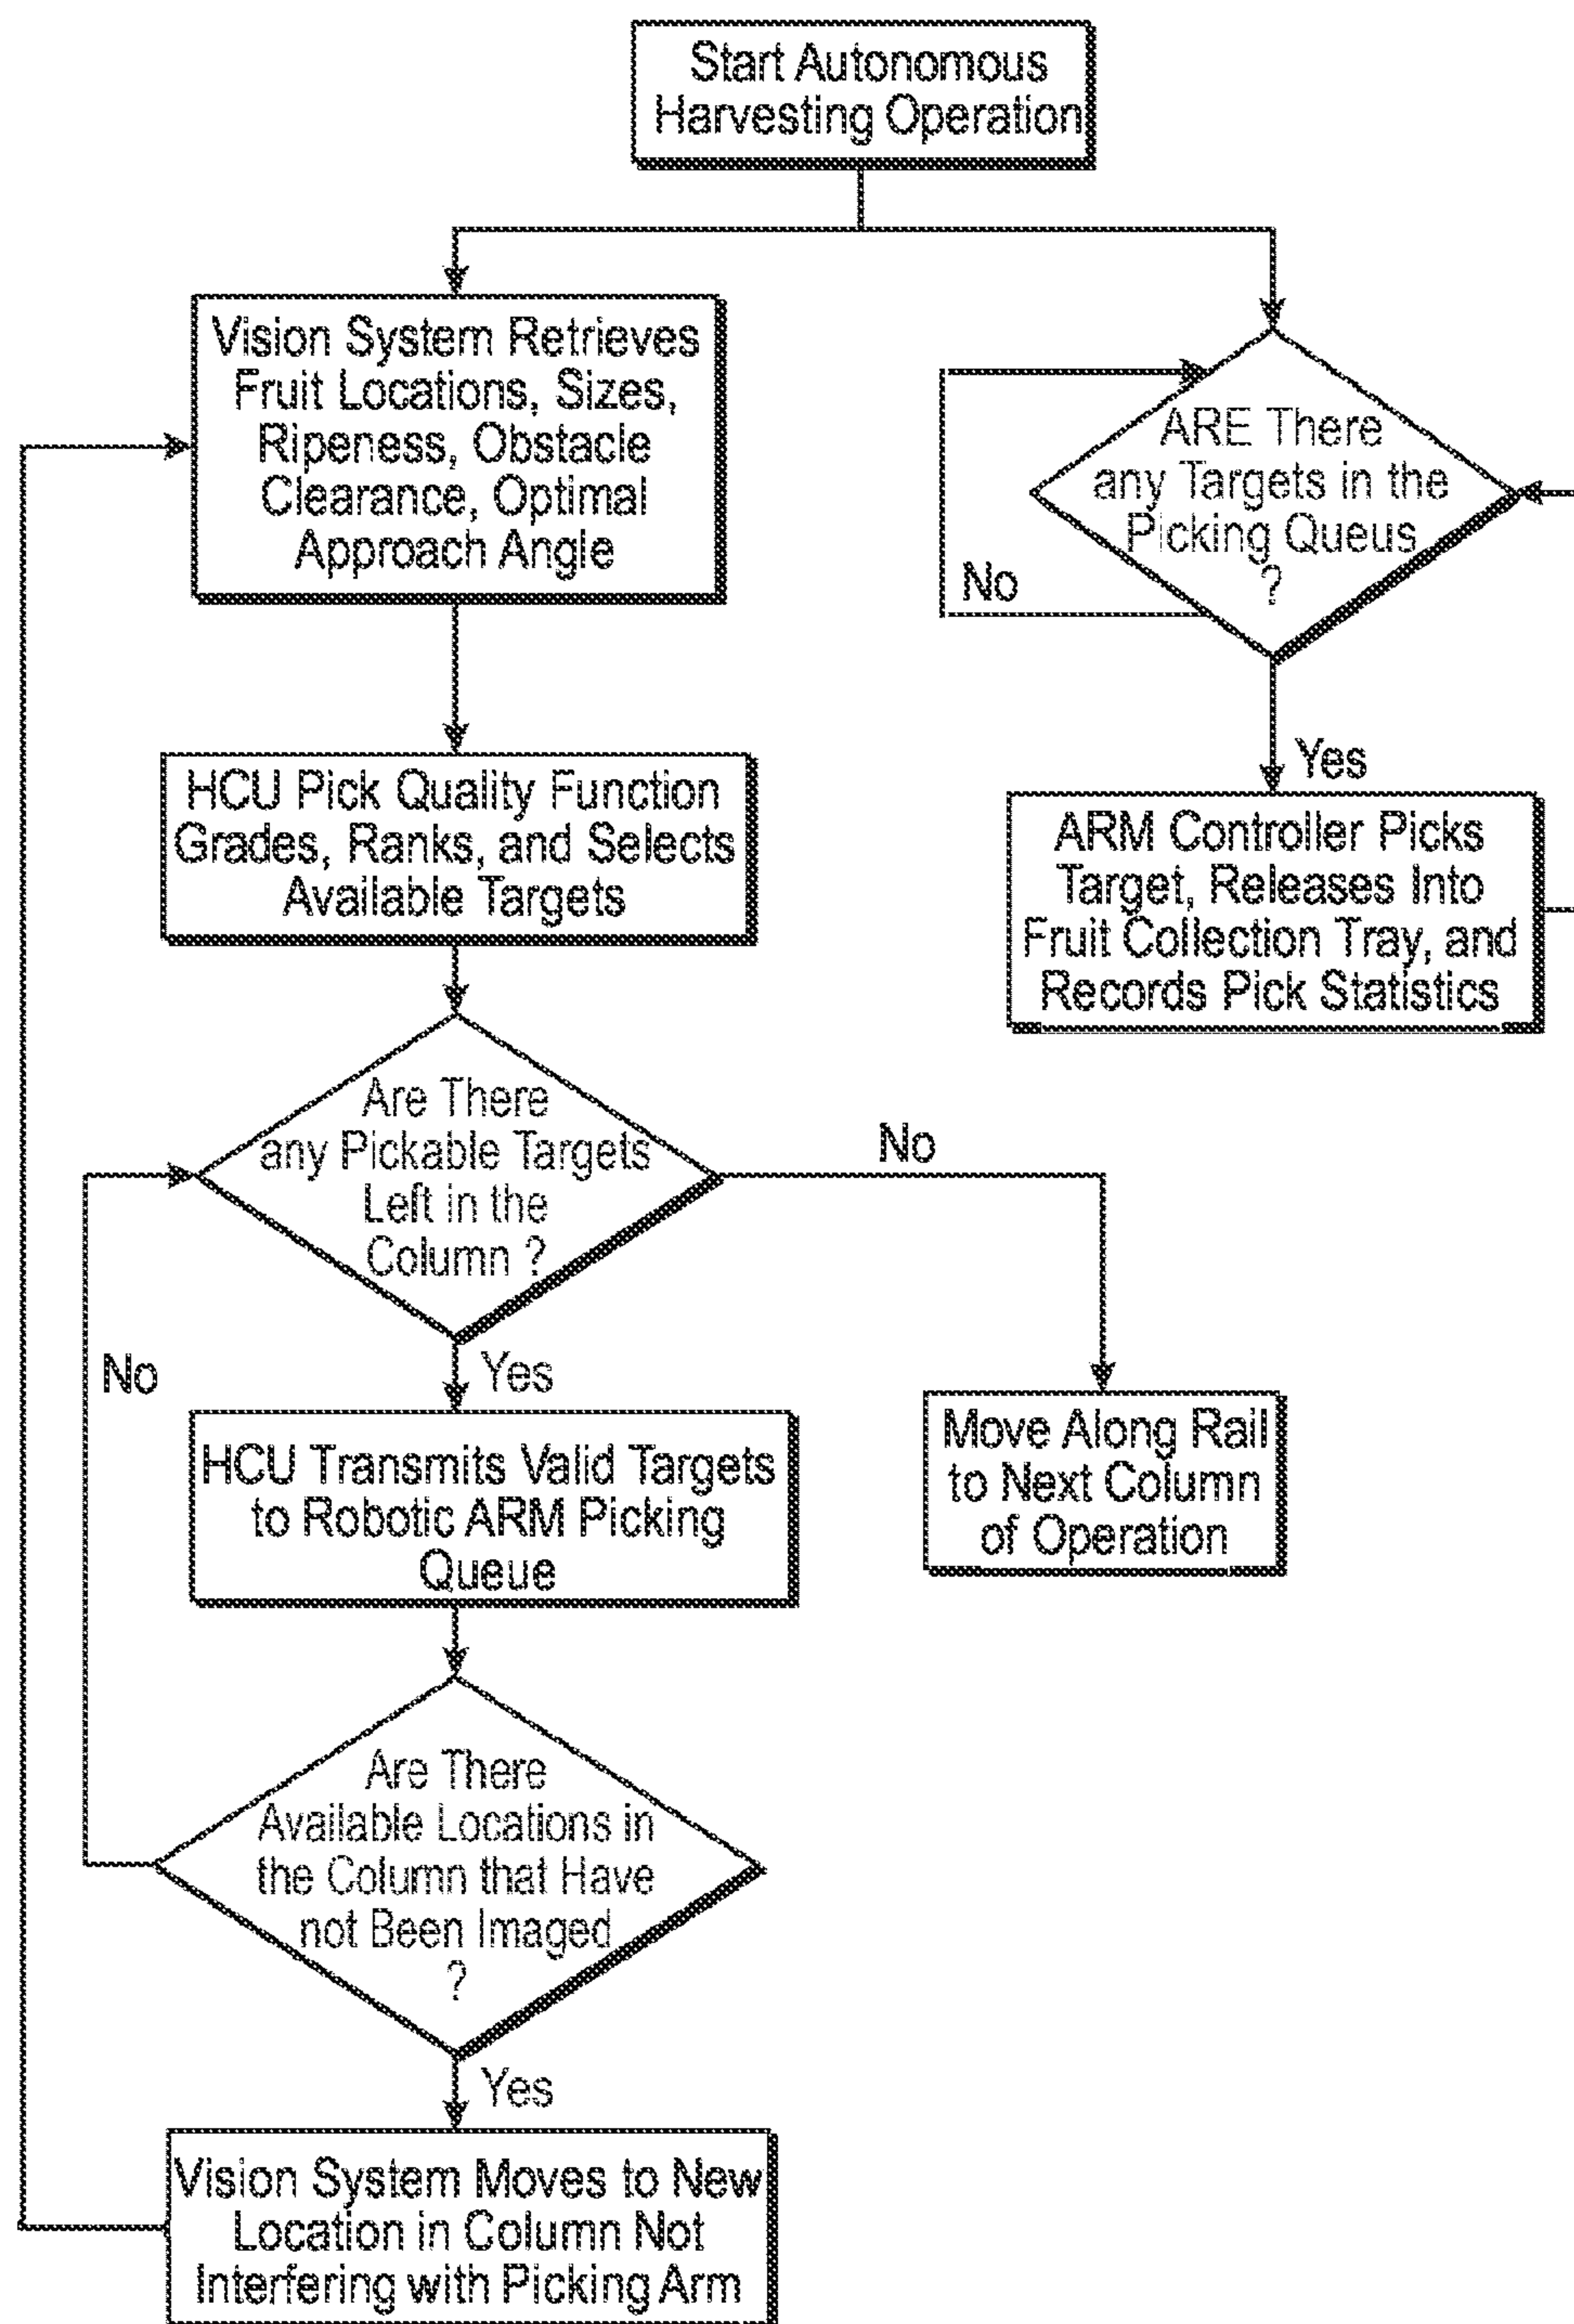 Start Autonomous
Harvesting Operation
Vision System Retrieves
Fruit Locations, Sizes,
Ripeness, Obstacle
Clearance, Optimal
Approach Angle
ARE There
any Targets in the
Picking Queus
?
No
Yes
HCU Pick Quality Function
Grades, Ranks, and Selects
Available Targets
ARM Controller Picks
Target, Releases Into
Fruit Collection Tray, and
Records Pick Statistics
Are There
any Pickable Targets
Left in the
Column ?
No
No
Yes
HCU Transmits Valid Targets
to Robotic ARM Picking
Queue
Move Along Rail
to Next Column
of Operation
Are There
Available Locations in
the Column that Have
not Been Imaged
?
Yes
Vision System Moves to New
Location in Column Not
Interfering with Picking Arm